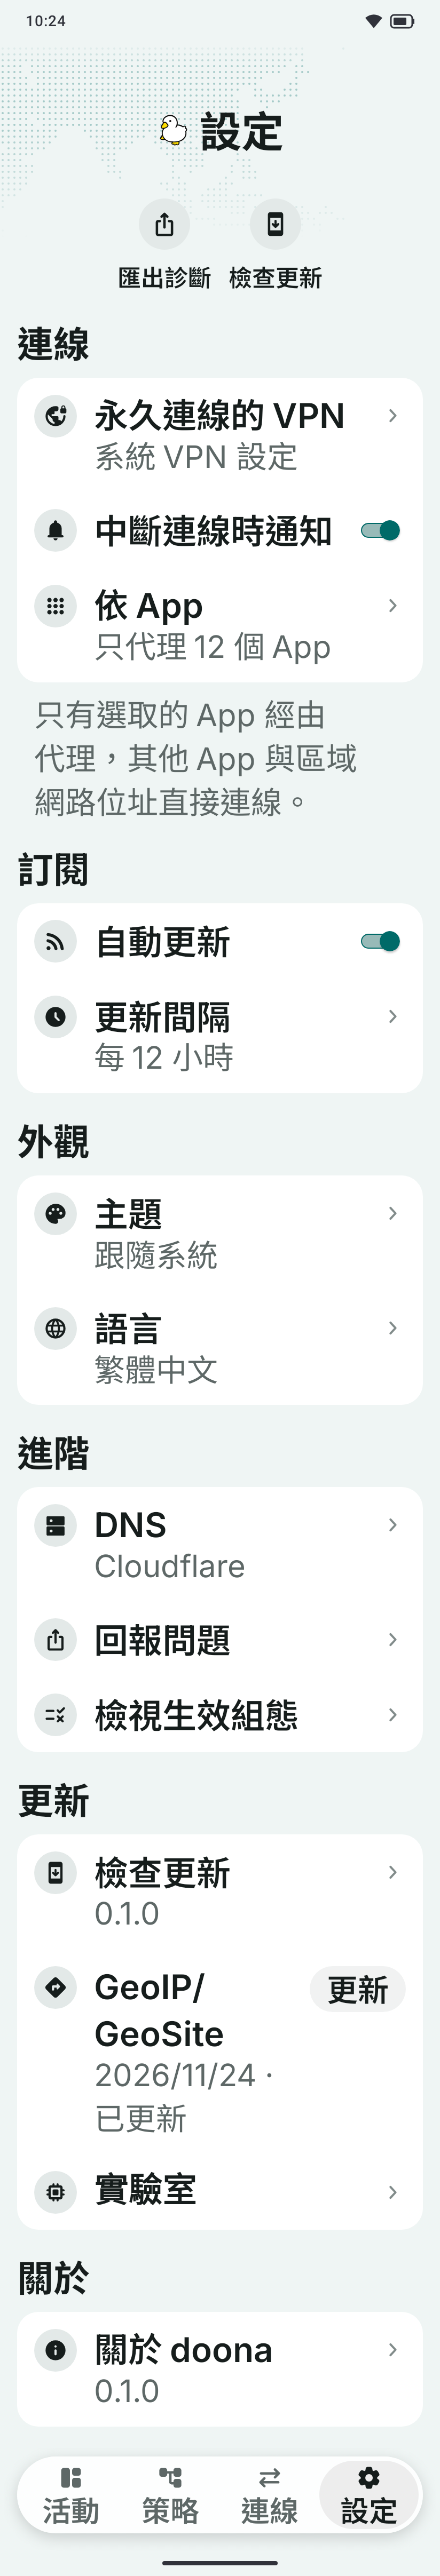 10:24
設定
匯出診斷
檢查更新
連線
永久連線的 VPN
系統 VPN 設定
中斷連線時通知
依 App
只代理 12 個 App
只有選取的 App 經由
代理，其他 App 與區域
網路位址直接連線。
訂閱
自動更新
更新間隔
每 12 小時
外觀
主題
跟隨系統
語言
繁體中文
進階
DNS
Cloudflare
回報問題
檢視生效組態
更新
檢查更新
0.1.0
GeoIP/
GeoSite
更新
2026/11/24 ·
已更新
實驗室
關於
關於 doona
0.1.0
活動
策略
連線
設定